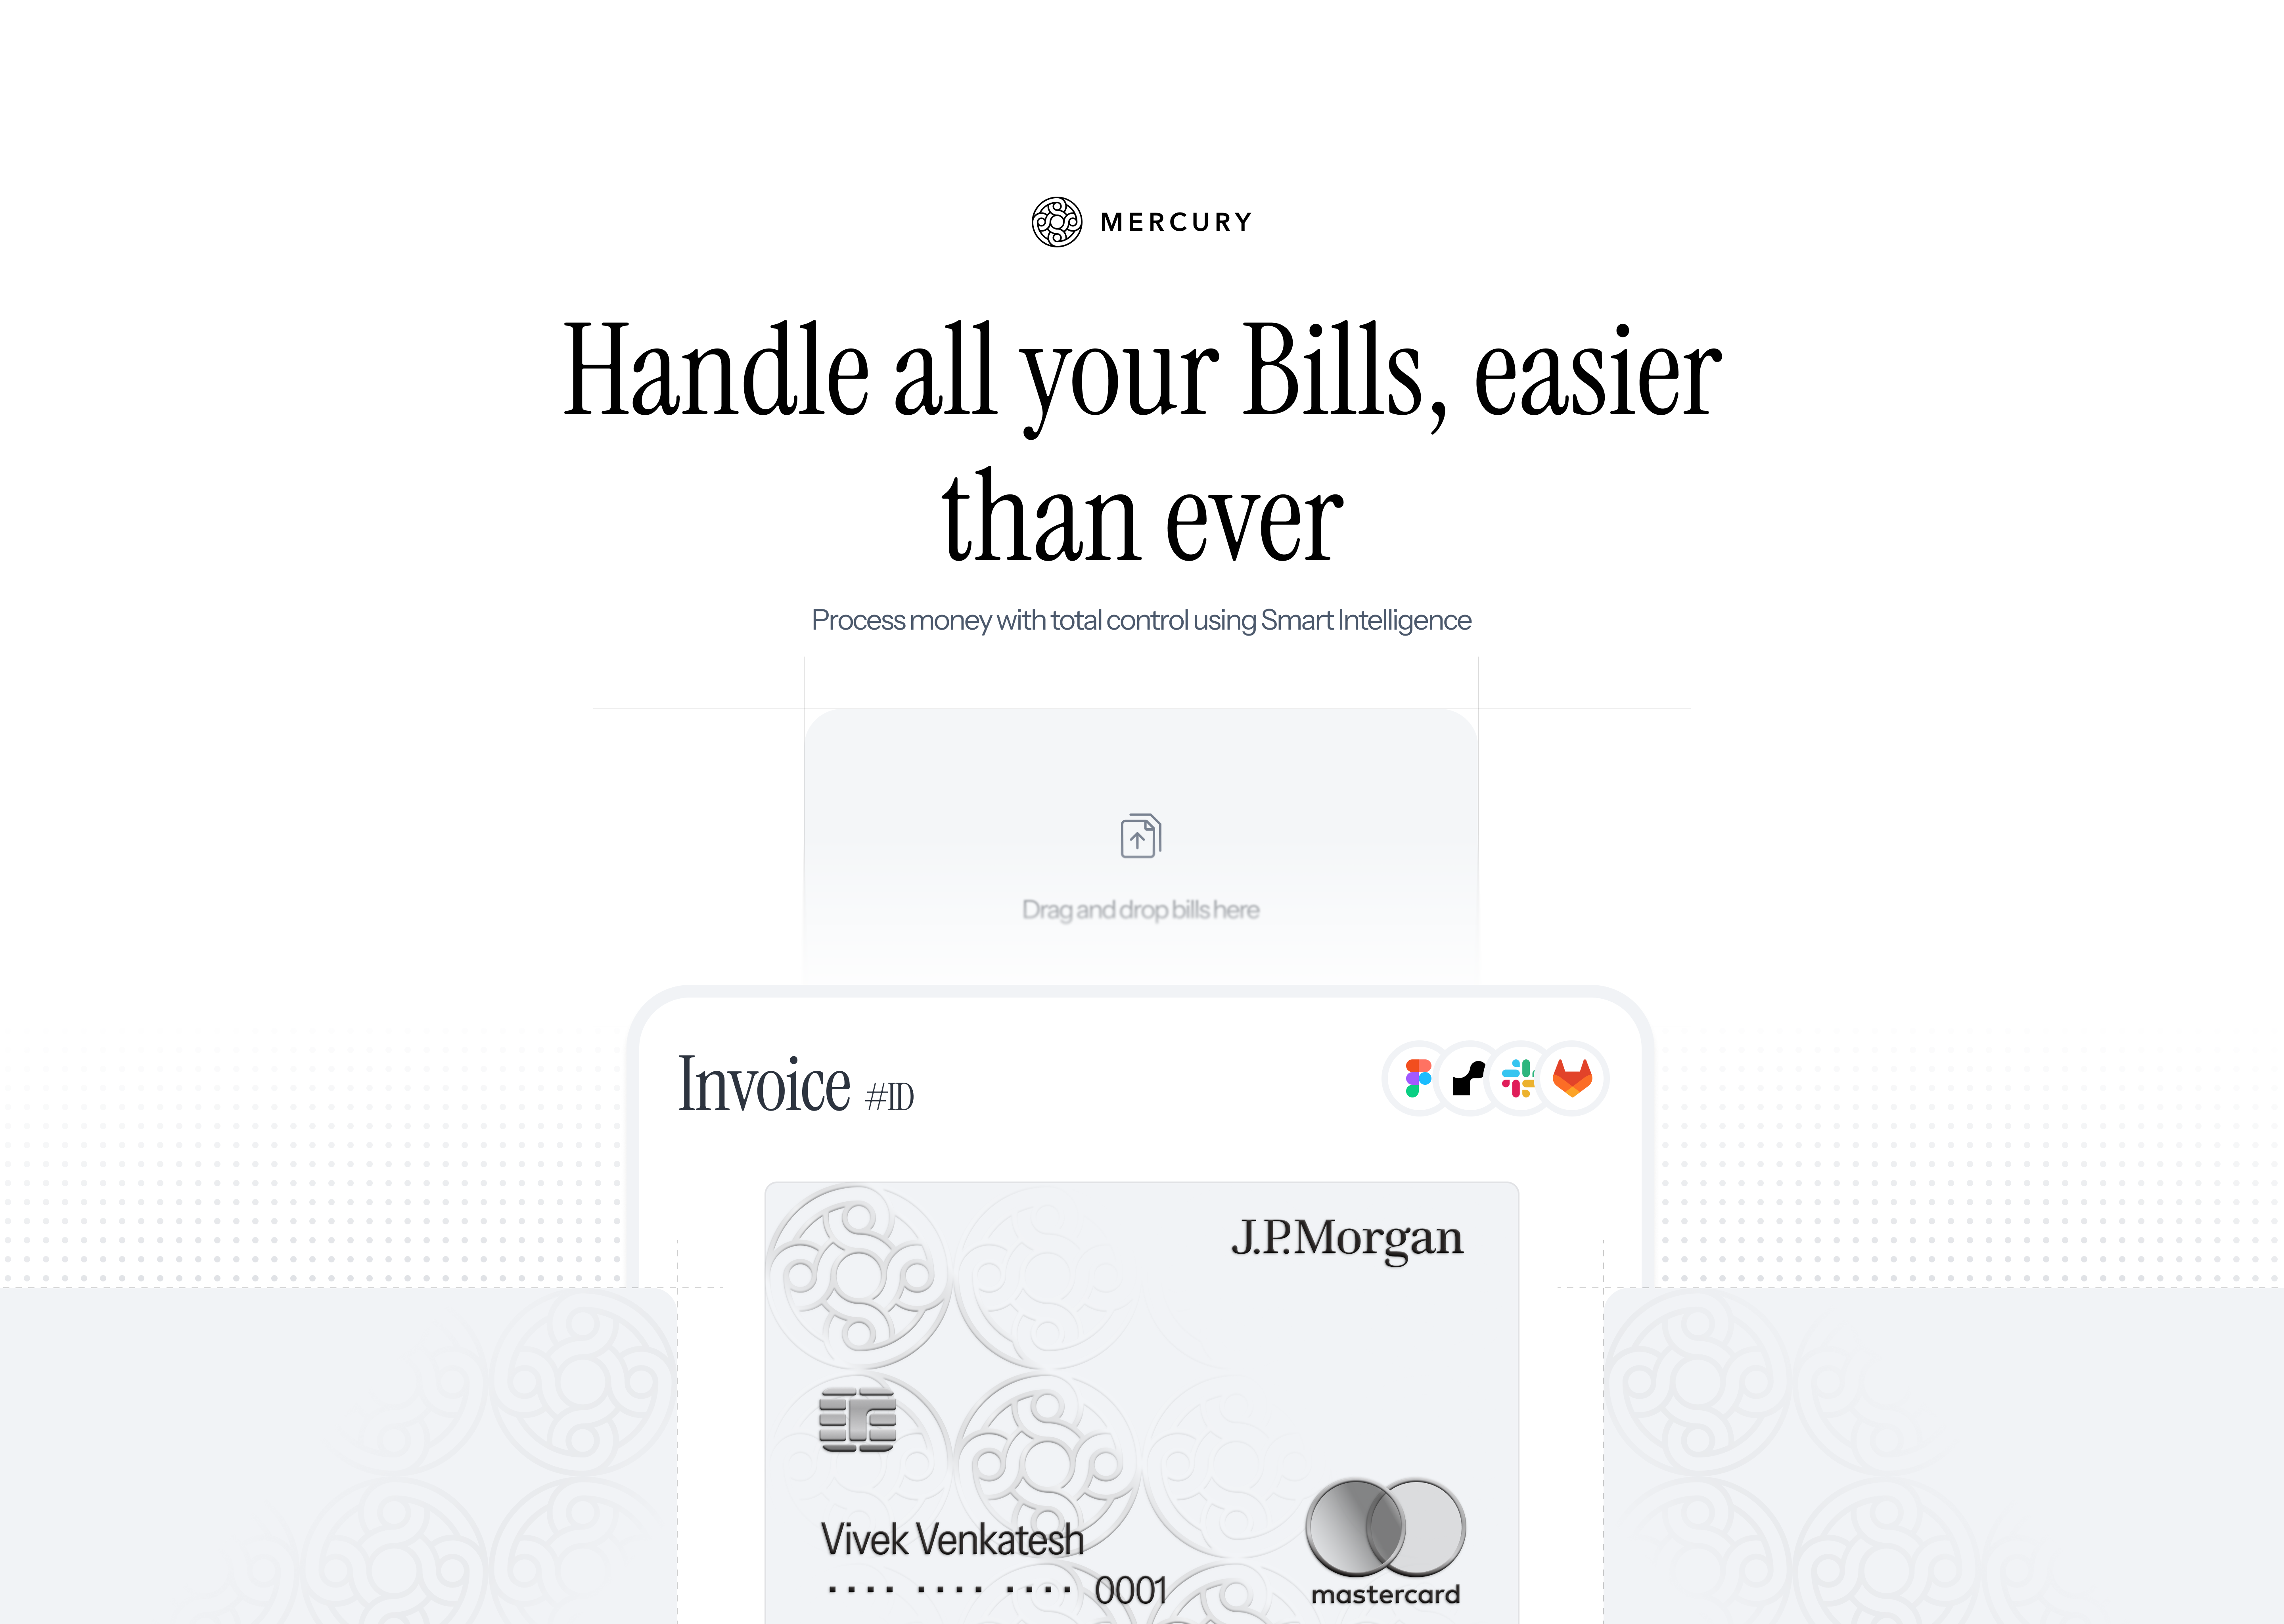 MERCURY
Handle all your Bills, easier
than ever
Process money with total control using Smart Intelligence
Drag and drop bills here
Invoice #ID
J.P.Morgan
Vivek Venkatesh
···· ···· ···· 0001
mastercard